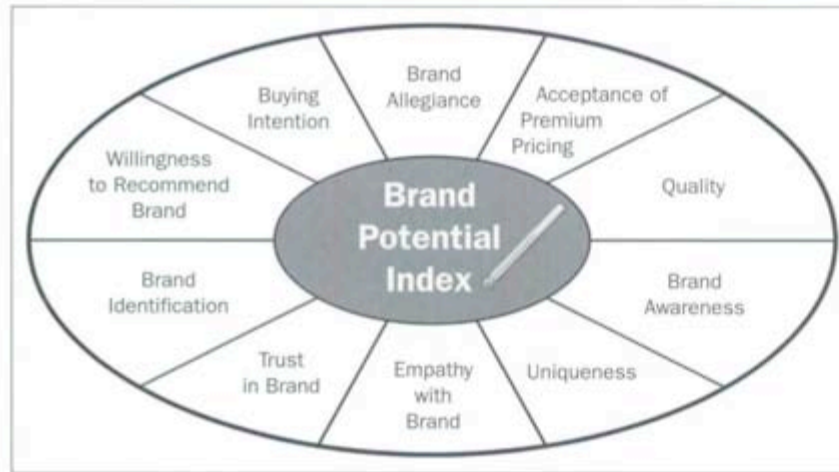 Brand
Potential
Index
Brand
Allegiance
Acceptance of
Premium
Pricing
Quality
Brand
Awareness
Uniqueness
Empathy
with
Brand
Trust
in Brand
Brand
Identification
Willingness
to Recommend
Brand
Buying
Intention